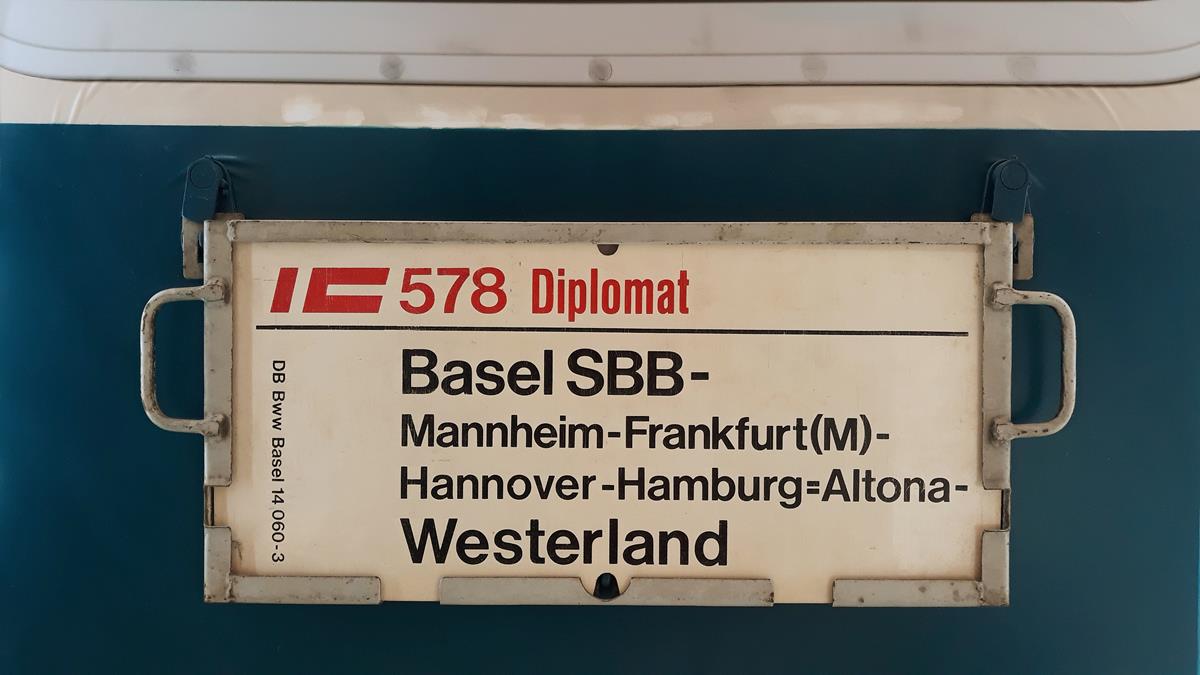 IC 578 Diplomat
Basel SBB-
Mannheim-Frankfurt(M)-
Hannover-Hamburg=Altona-
Westerland
DB Bww Basel 14 060-3